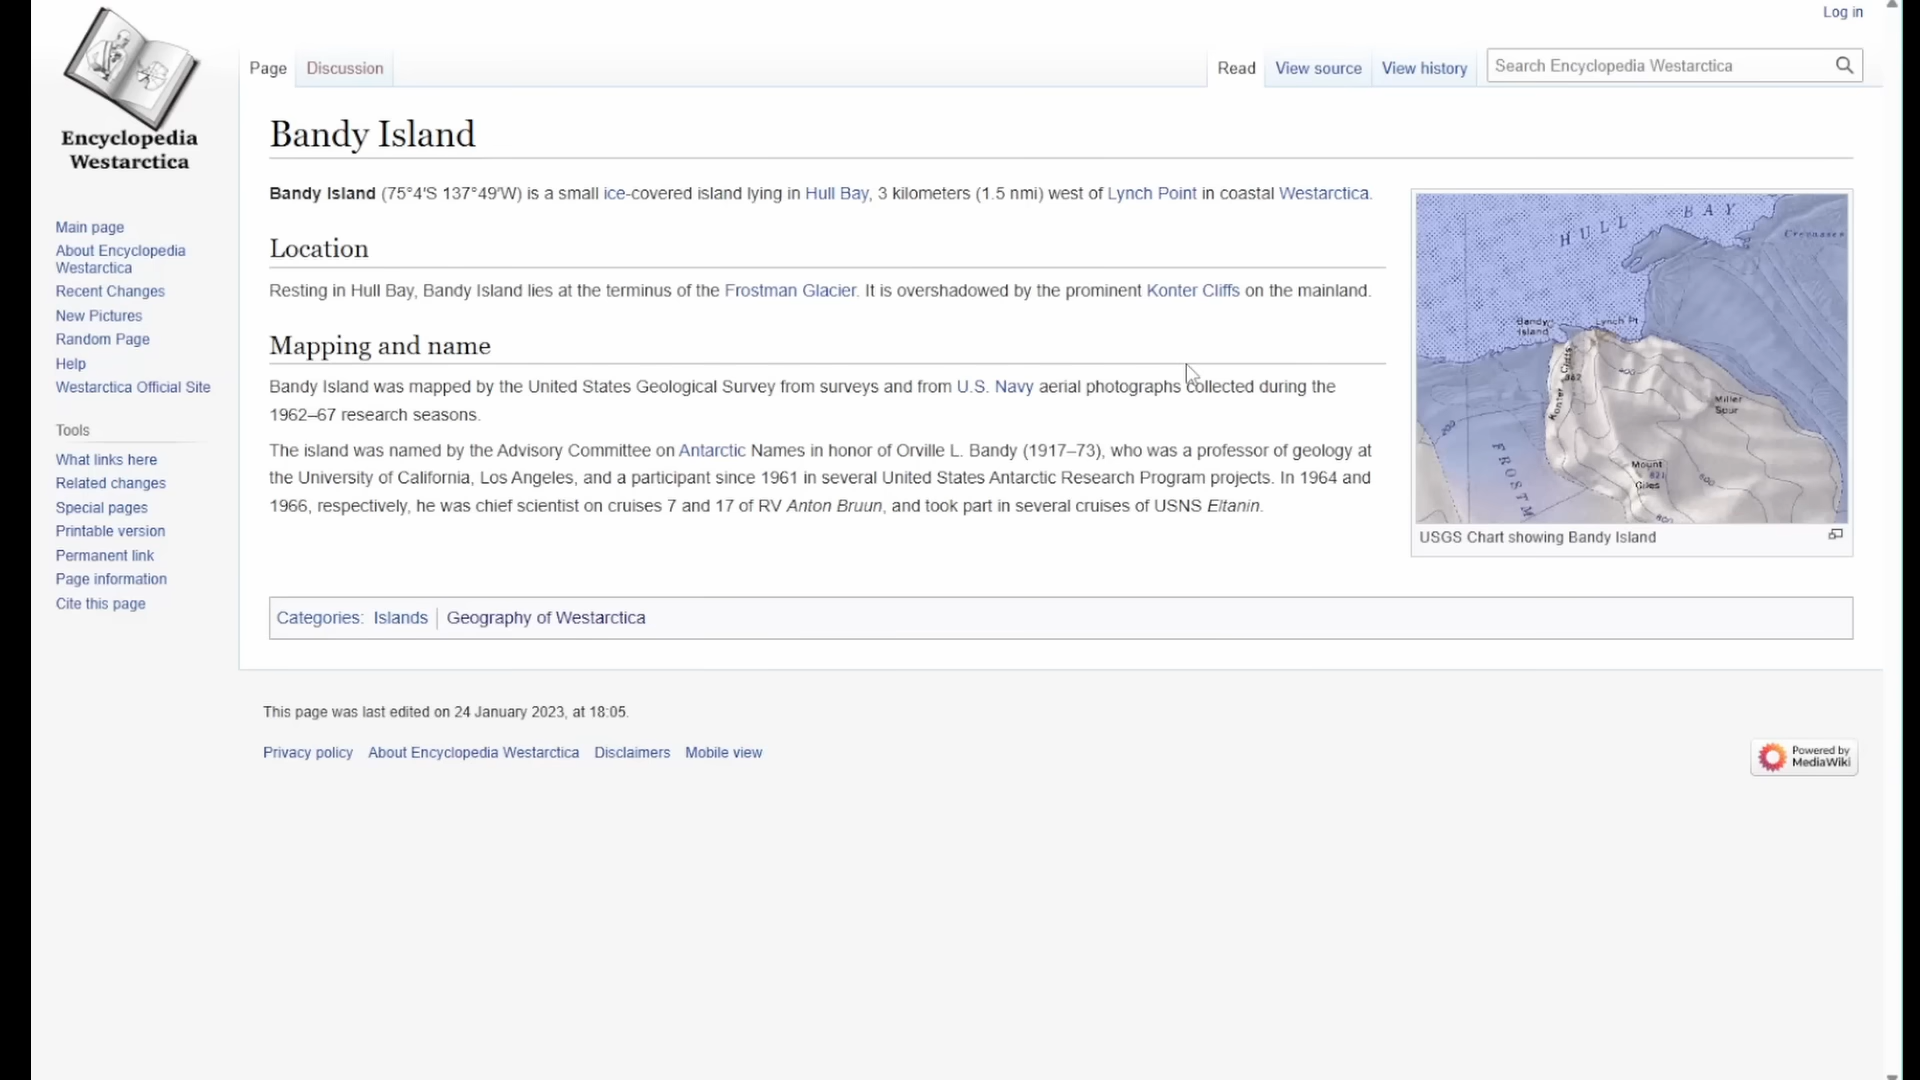 Log in
Encyclopedia
Westarctica
Page
Discussion
Read
View source
View history
Search Encyclopedia Westarctica
Bandy Island
Bandy Island (75°4'S 137°49'W) is a small ice-covered island lying in Hull Bay, 3 kilometers (1.5 nmi) west of Lynch Point in coastal Westarctica.
Location
Resting in Hull Bay, Bandy Island lies at the terminus of the Frostman Glacier. It is overshadowed by the prominent Konter Cliffs on the mainland.
Mapping and name
Bandy Island was mapped by the United States Geological Survey from surveys and from U.S. Navy aerial photographs collected during the
1962–67 research seasons.
The island was named by the Advisory Committee on Antarctic Names in honor of Orville L. Bandy (1917–73), who was a professor of geology at
the University of California, Los Angeles, and a participant since 1961 in several United States Antarctic Research Program projects. In 1964 and
1966, respectively, he was chief scientist on cruises 7 and 17 of RV Anton Bruun, and took part in several cruises of USNS Eltanin.
HULL BAY
Crevasses
Bandy
Island
Lynch Pt
Konter Cliffs
362
400
Miller
Spur
200
FROSTM
Mount
Giles
821
600
800
USGS Chart showing Bandy Island
Main page
About Encyclopedia
Westarctica
Recent Changes
New Pictures
Random Page
Help
Westarctica Official Site
Tools
What links here
Related changes
Special pages
Printable version
Permanent link
Page information
Cite this page
Categories: Islands
Geography of Westarctica
This page was last edited on 24 January 2023, at 18:05.
Privacy policy
About Encyclopedia Westarctica
Disclaimers
Mobile view
Powered by
MediaWiki